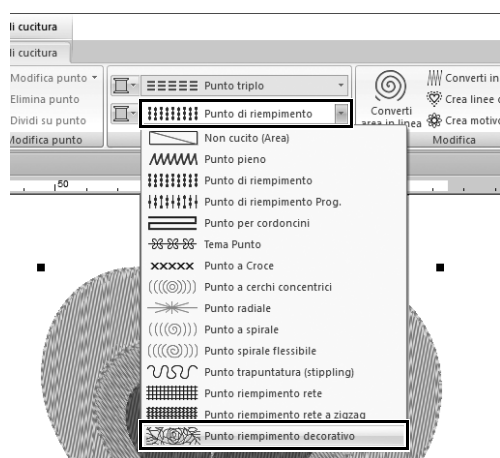 di cucitura
di cucitura
Modifica punto
Elimina punto
Dividi su punto
Modifica punto
Punto triplo
Punto di riempimento
Converti
area in linea
Converti in
Crea linee
Crea motivo
Modifica
50
Non cucito (Area)
Punto pieno
Punto di riempimento
Punto di riempimento Prog.
Punto per cordoncini
Tema Punto
Punto a Croce
Punto a cerchi concentrici
Punto radiale
Punto a spirale
Punto spirale flessibile
Punto trapuntatura (stippling)
Punto riempimento rete
Punto riempimento rete a zigzag
Punto riempimento decorativo